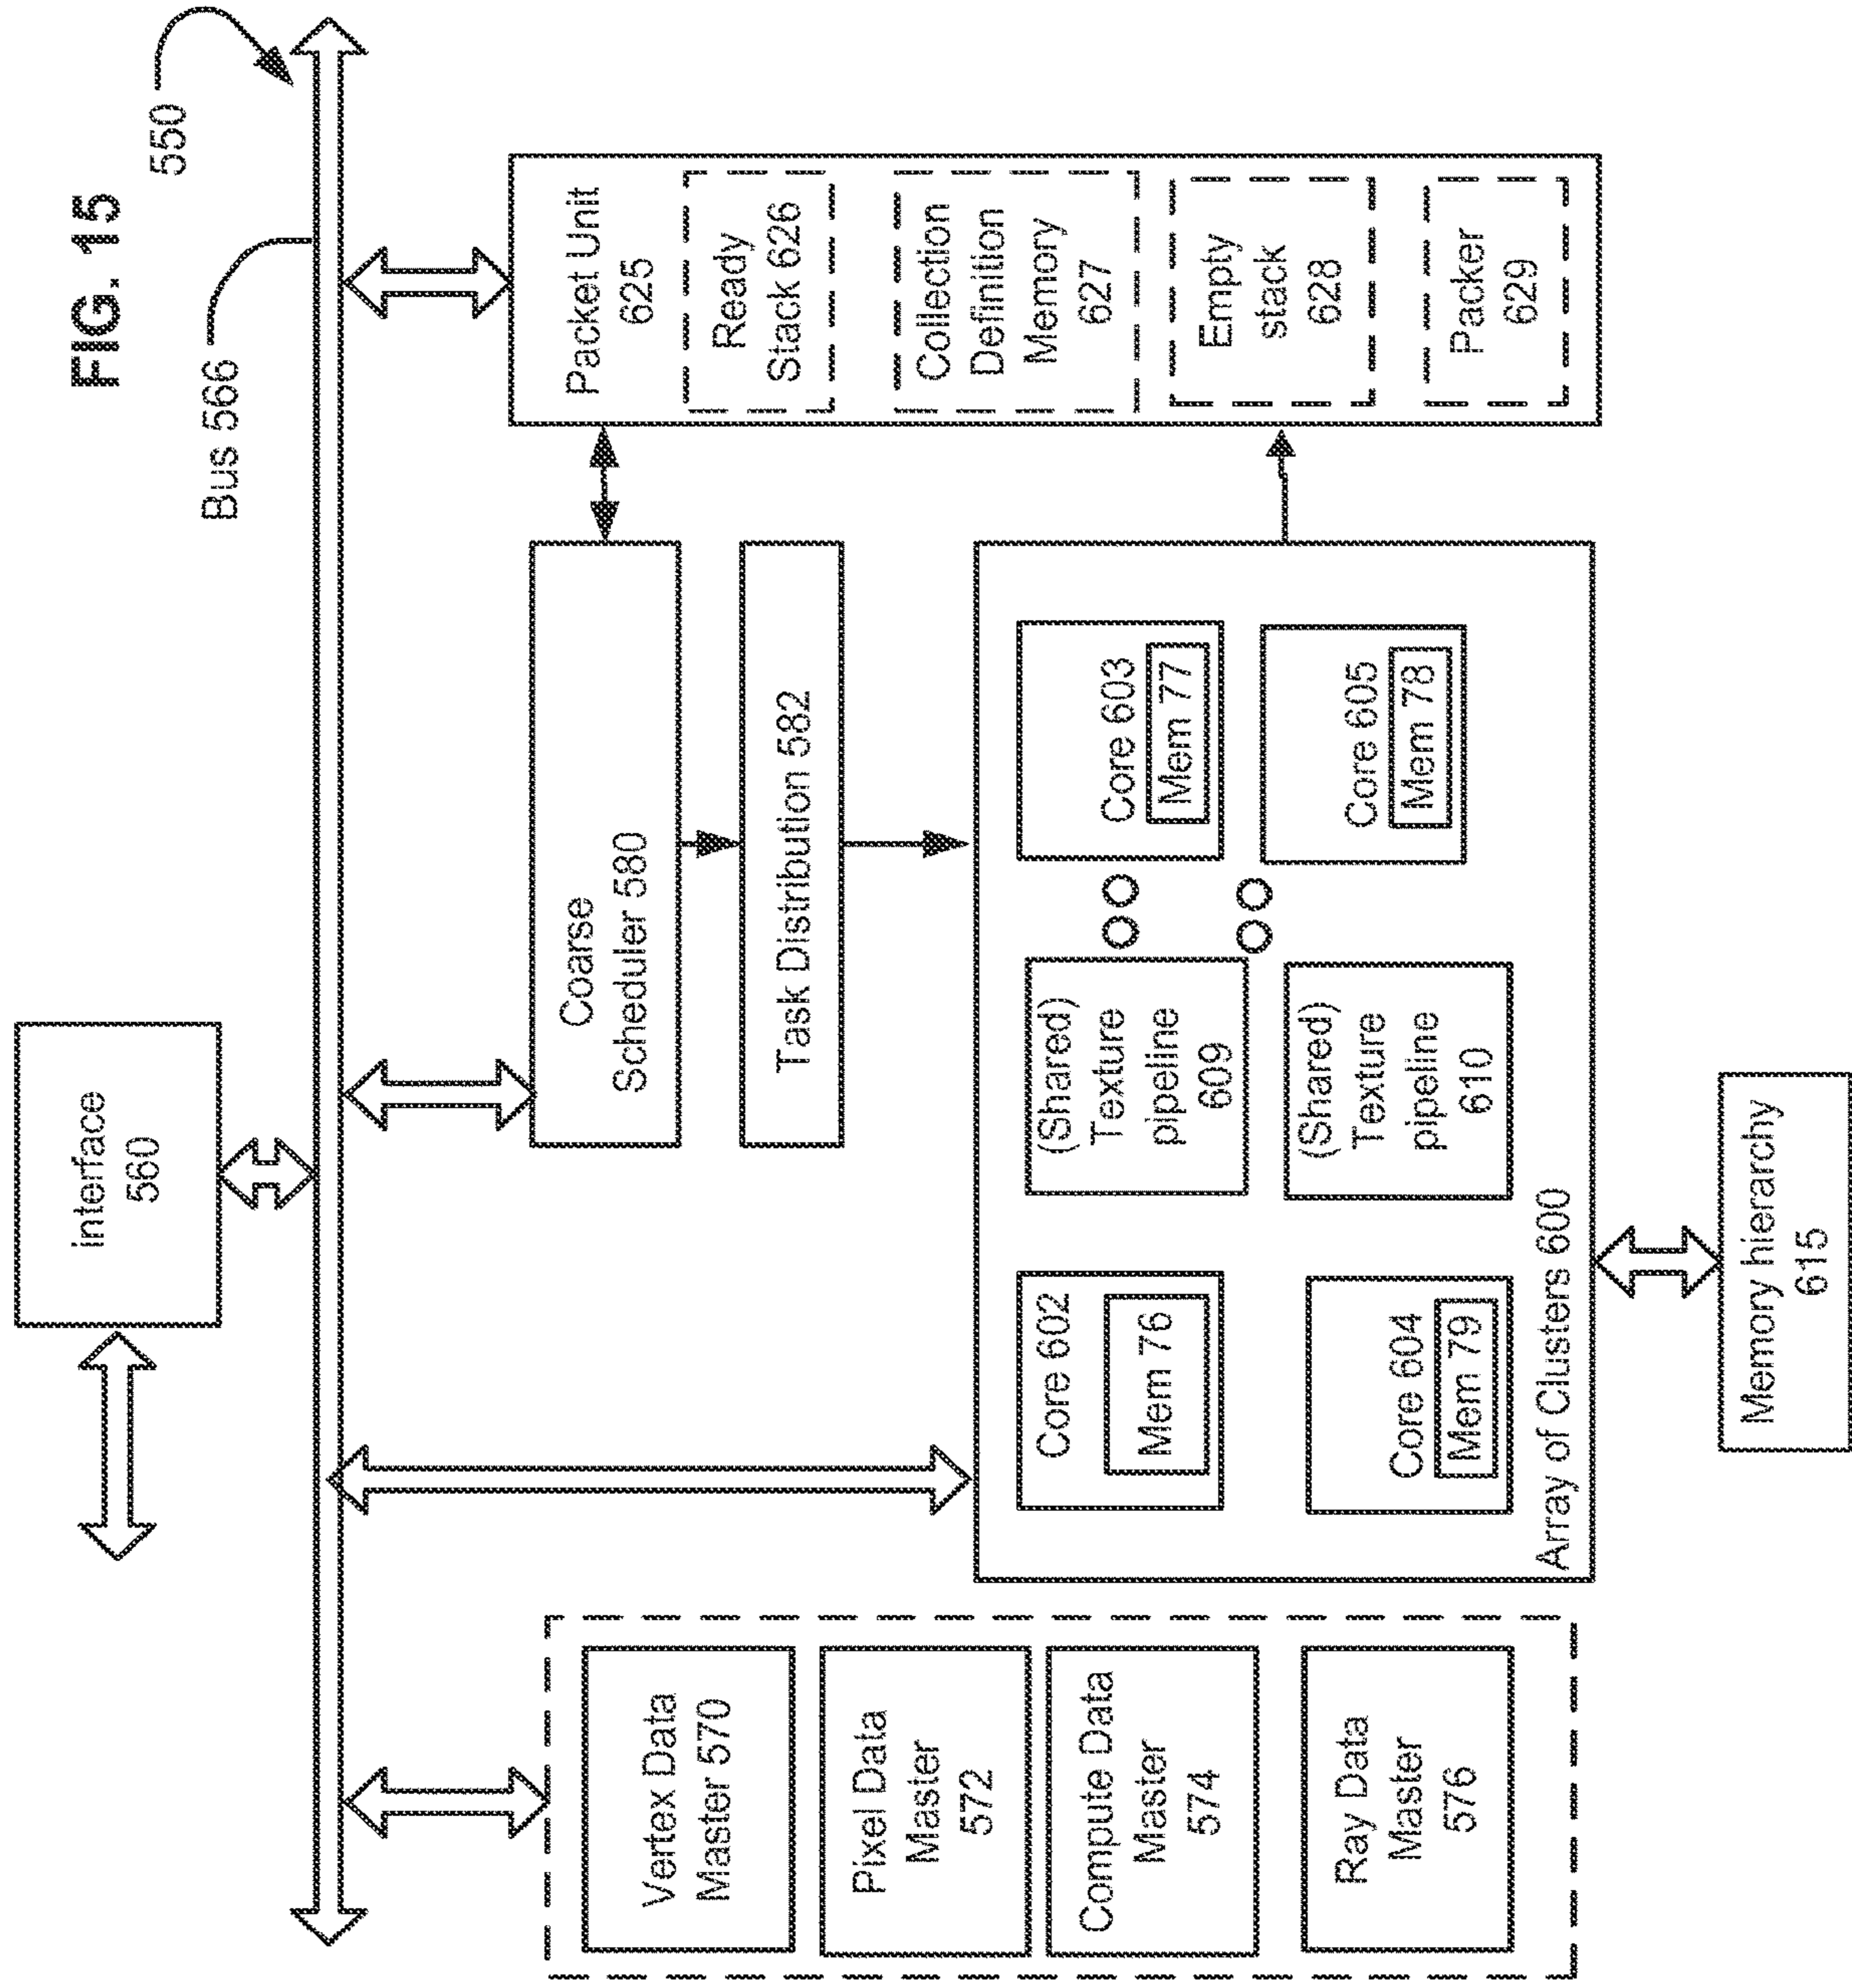 FIG. 15
550
Bus 566
interface
560
Vertex Data
Master 570
Pixel Data
Master
572
Compute Data
Master
574
Ray Data
Master
576
Coarse
Scheduler 580
Task Distribution 582
Core 602
Mem 76
(Shared)
Texture
pipeline
609
Core 603
Mem 77
Core 604
Mem 79
(Shared)
Texture
pipeline
610
Core 605
Mem 78
Array of Clusters 600
Memory hierarchy
615
Packet Unit
625
Ready
Stack 626
Collection
Definition
Memory
627
Empty
stack
628
Packer
629